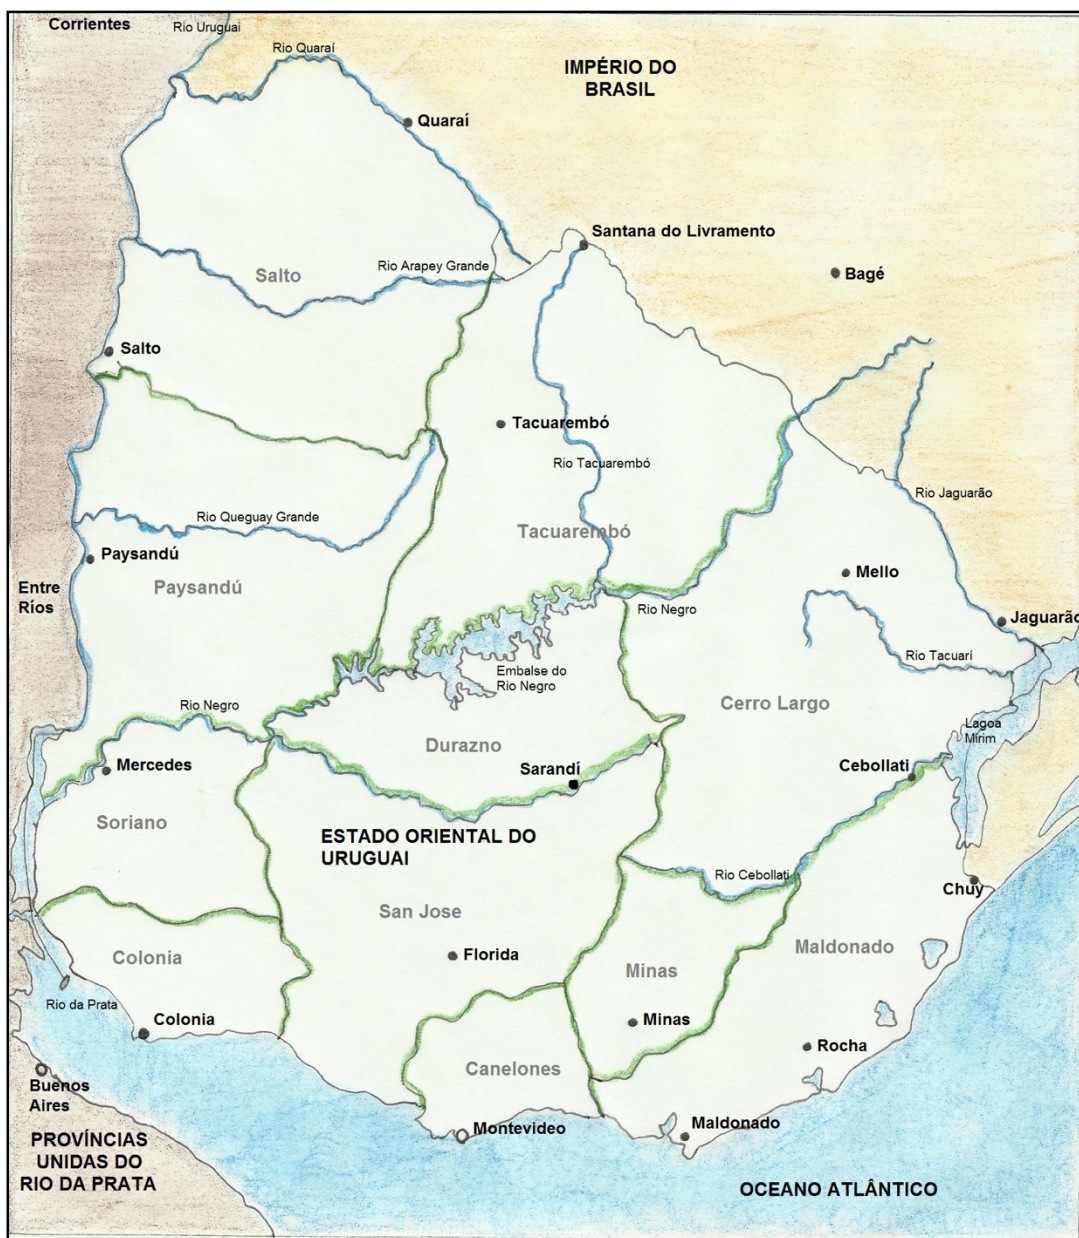 Corrientes
Rio Uruguai
Rio Quaraí
IMPÉRIO DO
BRASIL
Quaraí
Santana do Livramento
Rio Arapey Grande
Salto
Bagé
Salto
Tacuarembó
Rio Tacuarembó
Rio Jaguarão
Rio Queguay Grande
Tacuarembó
Paysandú
Paysandú
Mello
Entre
Ríos
Rio Negro
Jaguarão
Rio Tacuarí
Embalse do
Rio Negro
Rio Negro
Cerro Largo
Lagoa
Mirim
Durazno
Mercedes
Sarandí
Cebollati
Soriano
ESTADO ORIENTAL DO
URUGUAI
Rio Cebollati
Chuy
San Jose
Maldonado
Colonia
Florida
Minas
Rio da Prata
Colonia
Minas
Rocha
Canelones
Buenos
Aires
Montevideo
Maldonado
PROVÍNCIAS
UNIDAS DO
RIO DA PRATA
OCEANO ATLÂNTICO